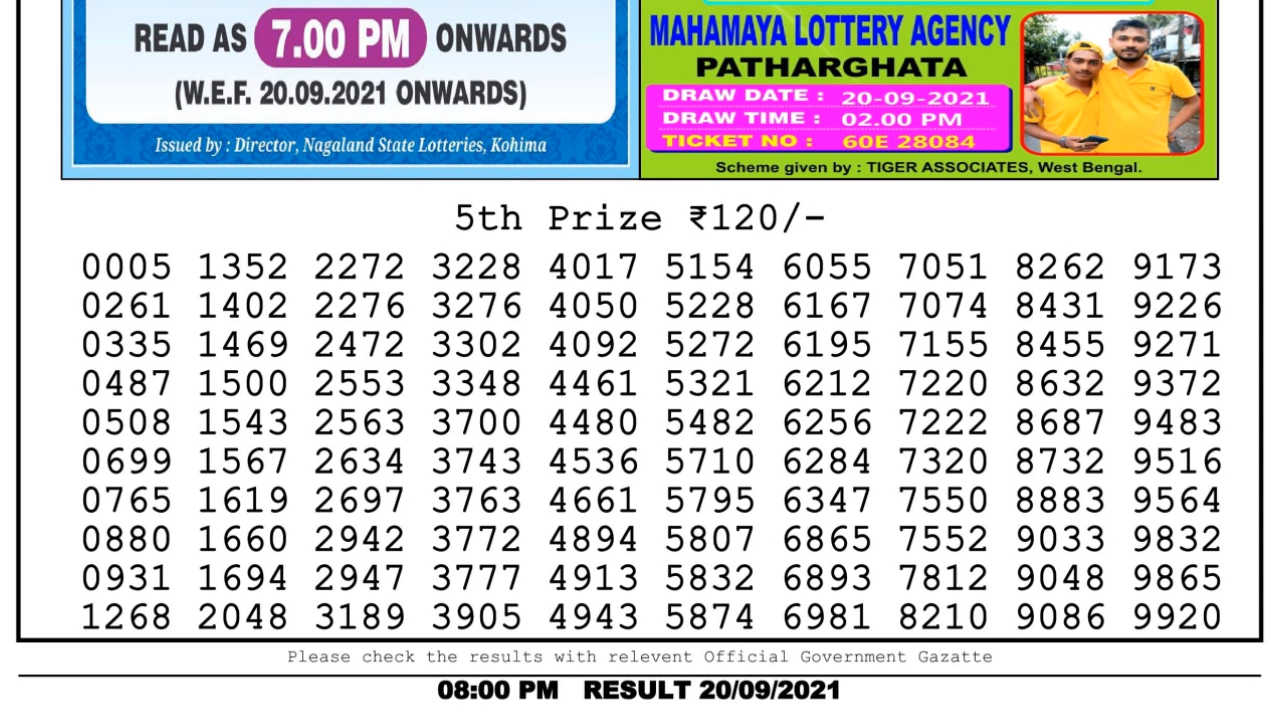 READ AS 7.00 PM ONWARDS
(W.E.F. 20.09.2021 ONWARDS)
Issued by : Director, Nagaland State Lotteries, Kohima
MAHAMAYA LOTTERY AGENCY
PATHARGHATA
DRAW DATE : 20-09-2021
DRAW TIME : 02.00 PM
TICKET NO : 60E 28084
Scheme given by : TIGER ASSOCIATES, West Bengal.
5th Prize ₹120/-
0005 1352 2272 3228 4017 5154 6055 7051 8262 9173
0261 1402 2276 3276 4050 5228 6167 7074 8431 9226
0335 1469 2472 3302 4092 5272 6195 7155 8455 9271
0487 1500 2553 3348 4461 5321 6212 7220 8632 9372
0508 1543 2563 3700 4480 5482 6256 7222 8687 9483
0699 1567 2634 3743 4536 5710 6284 7320 8732 9516
0765 1619 2697 3763 4661 5795 6347 7550 8883 9564
0880 1660 2942 3772 4894 5807 6865 7552 9033 9832
0931 1694 2947 3777 4913 5832 6893 7812 9048 9865
1268 2048 3189 3905 4943 5874 6981 8210 9086 9920
Please check the results with relevent Official Government Gazatte
08:00 PM RESULT 20/09/2021